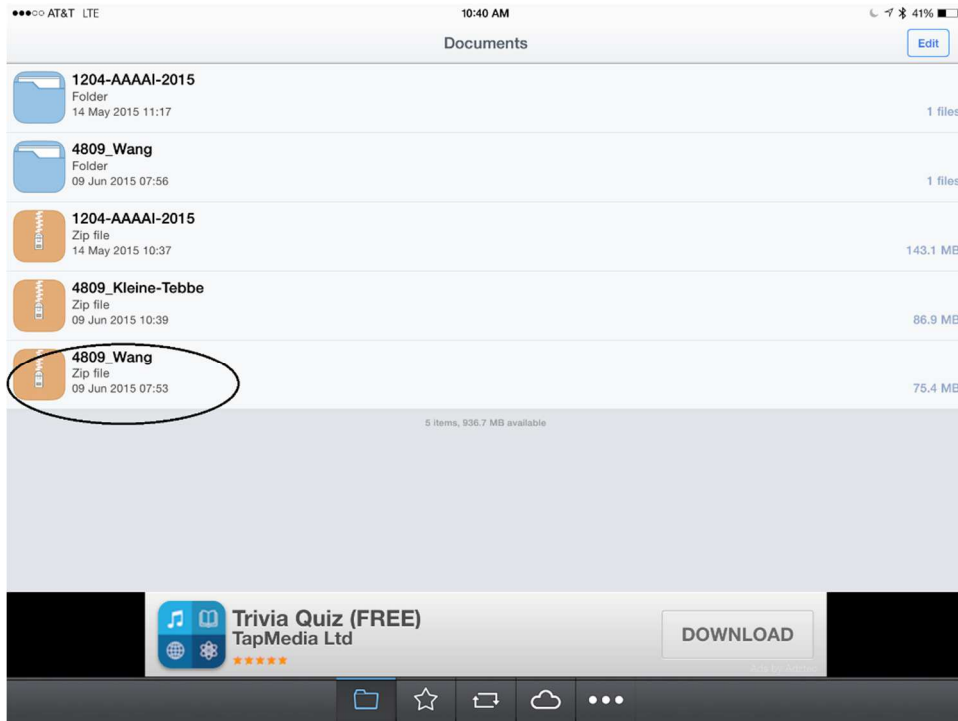 AT&T LTE 10:40 AM 41%
Documents Edit
1204-AAAAI-2015
Folder
14 May 2015 11:17 1 files
4809_Wang
Folder
09 Jun 2015 07:56 1 files
1204-AAAAI-2015
Zip file
14 May 2015 10:37 143.1 MB
4809_Kleine-Tebbe
Zip file
09 Jun 2015 10:39 86.9 MB
4809_Wang
Zip file
09 Jun 2015 07:53 75.4 MB
5 items, 936.7 MB available
Trivia Quiz (FREE)
TapMedia Ltd
DOWNLOAD